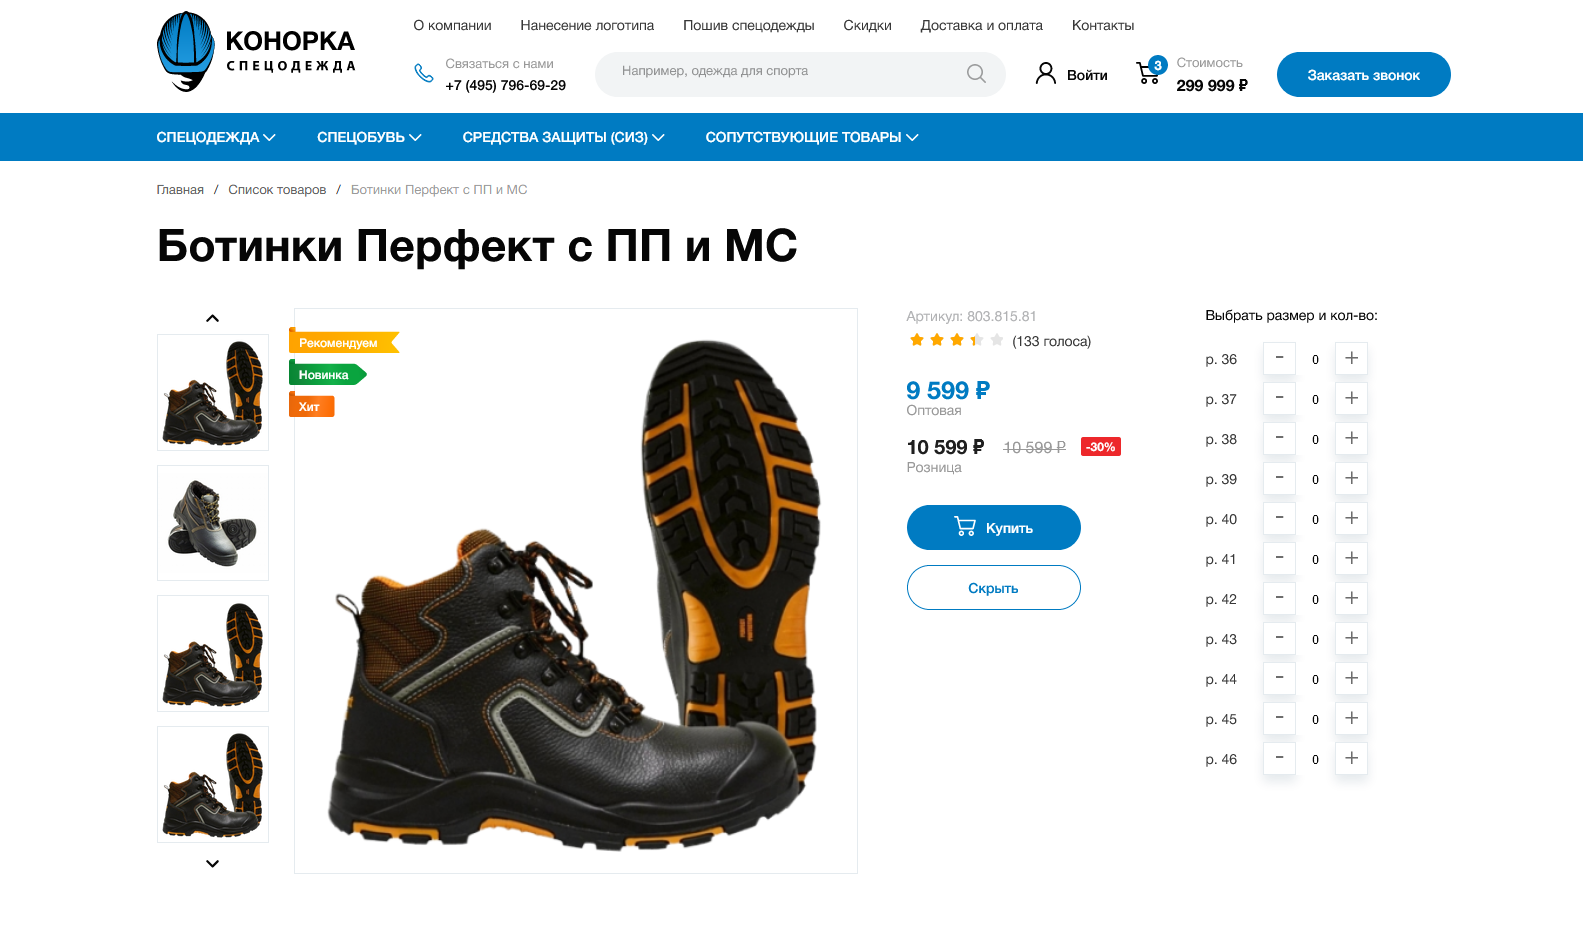 КОНОРКА
СПЕЦОДЕЖДА
О компании Нанесение логотипа Пошив спецодежды Скидки Доставка и оплата Контакты
Связаться с нами
+7 (495) 796-69-29
Например, одежда для спорта
Войти
3
Стоимость
299 999 ₽
Заказать звонок
СПЕЦОДЕЖДА СПЕЦОБУВЬ СРЕДСТВА ЗАЩИТЫ (СИЗ) СОПУТСТВУЮЩИЕ ТОВАРЫ
Главная / Список товаров / Ботинки Перфект с ПП и МС
Ботинки Перфект с ПП и МС
Рекомендуем
Новинка
Хит
Артикул: 803.815.81
(133 голоса)
9 599 ₽
Оптовая
10 599 ₽ 10 599 ₽ -30%
Розница
Купить
Скрыть
Выбрать размер и кол-во:
р. 36 - 0 +
р. 37 - 0 +
р. 38 - 0 +
р. 39 - 0 +
р. 40 - 0 +
р. 41 - 0 +
р. 42 - 0 +
р. 43 - 0 +
р. 44 - 0 +
р. 45 - 0 +
р. 46 - 0 +